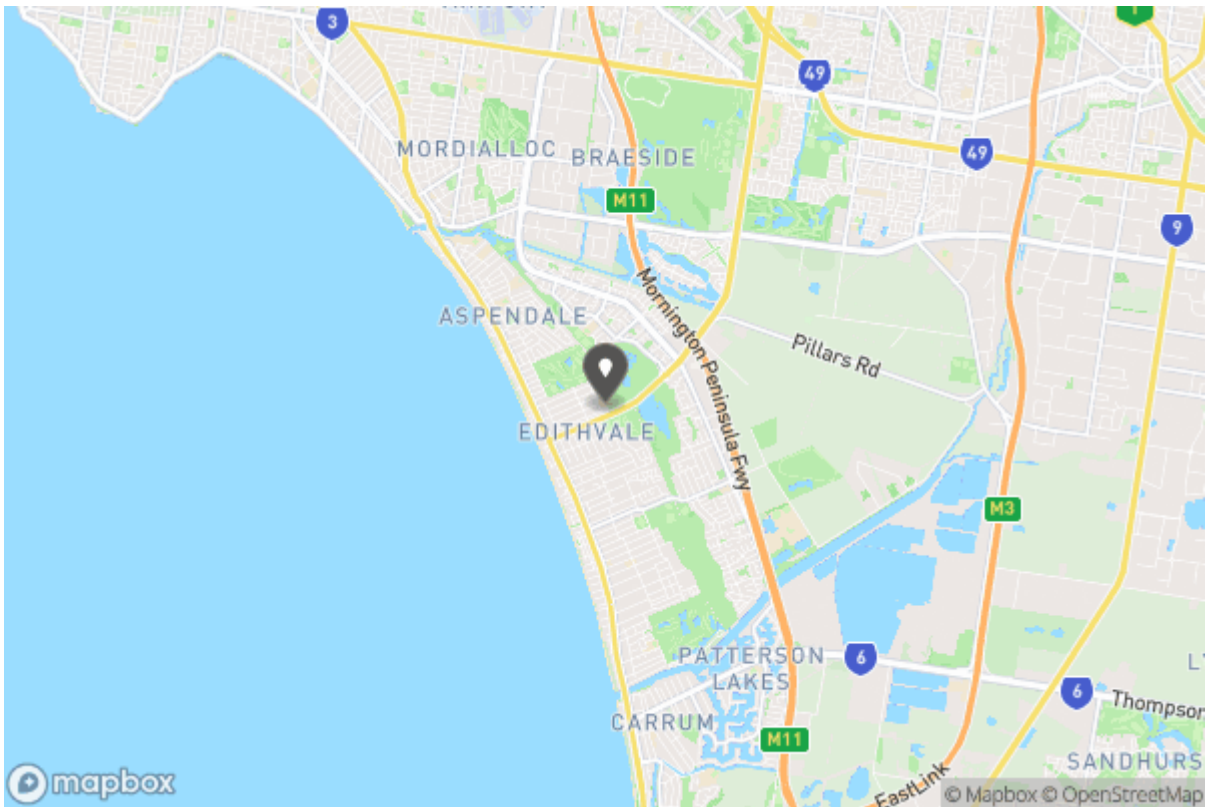 3
1
49
MORDIALLOC
BRAESIDE
49
M11
9
ASPENDALE
Mornington Peninsula Fwy
Pillars Rd
EDITHVALE
M3
PATTERSON
LAKES
6
6
Thompson
CARRUM
M11
SANDHURS
EastLink
mapbox
© Mapbox © OpenStreetMap